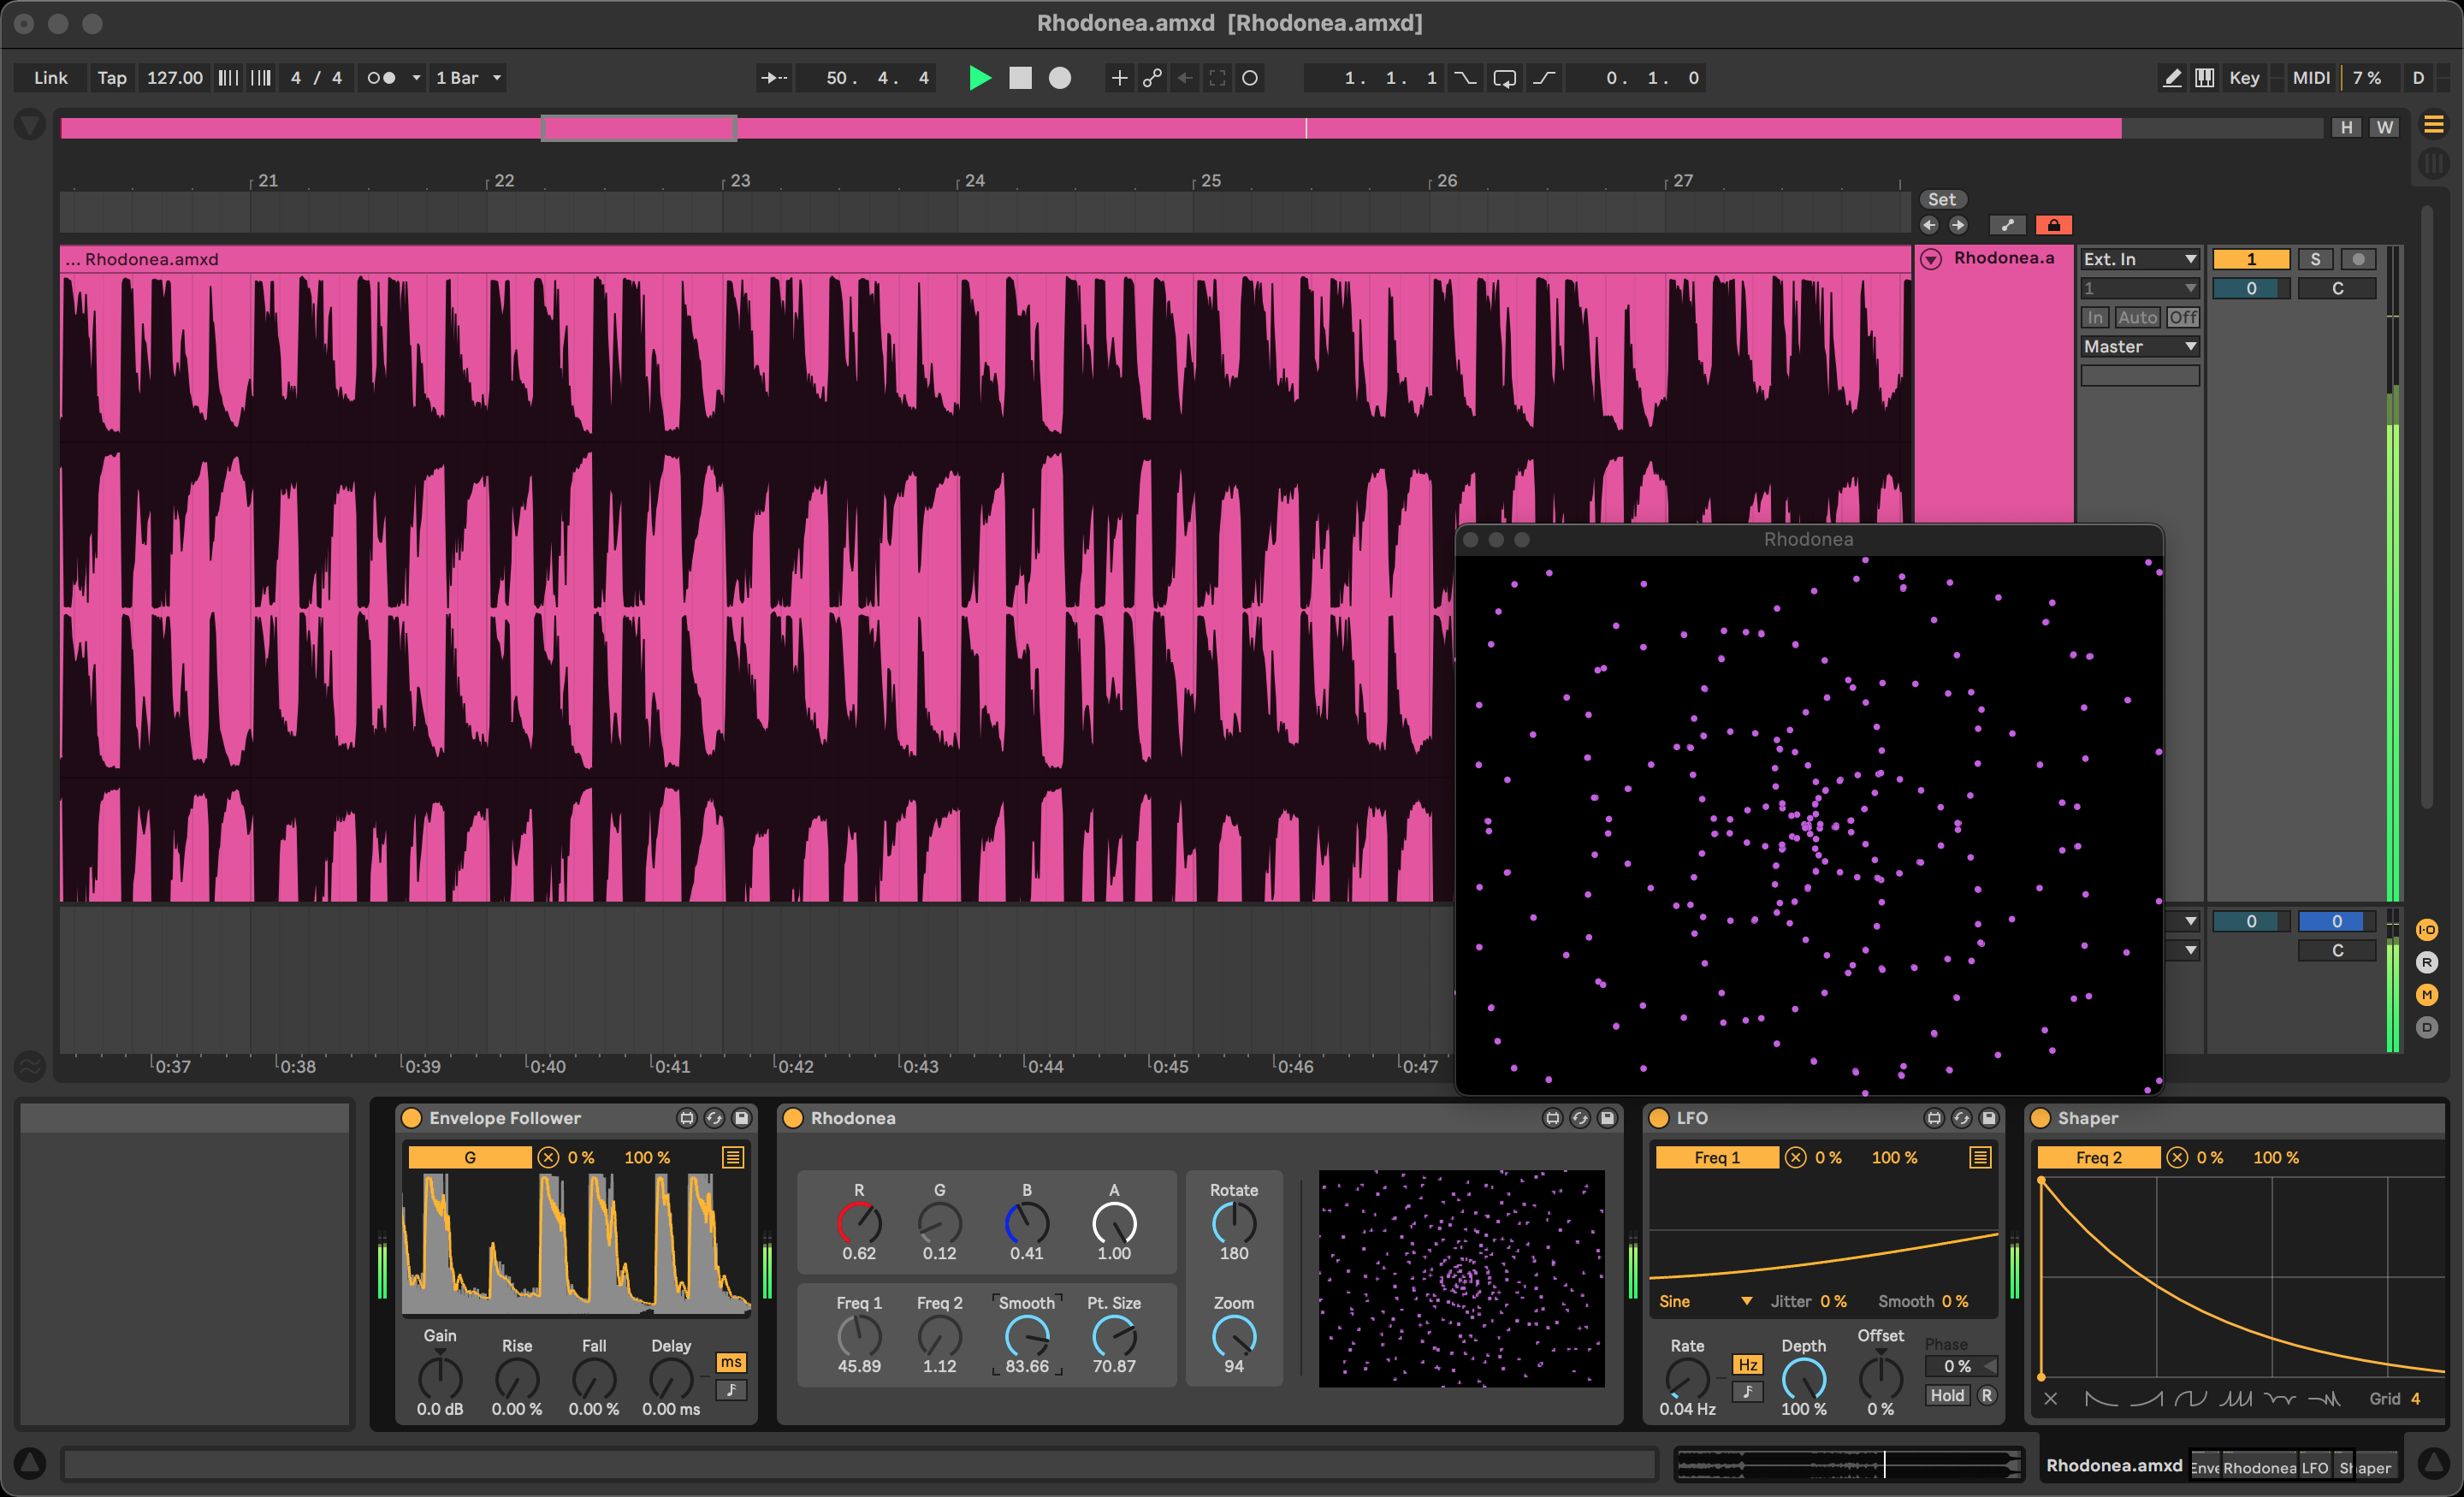 Rhodonea.amxd [Rhodonea.amxd]
Link Tap 127.00 4 / 4 1 Bar 50. 4. 4 1. 1. 1 0. 1. 0 Key MIDI 7 % D
H W
21 22 23 24 25 26 27
Set
... Rhodonea.amxd
Rhodonea.a
Ext. In 1 S
1 0 C
In Auto Off
Master
Rhodonea
0 0
C
I·O
R
M
D
0:37 0:38 0:39 0:40 0:41 0:42 0:43 0:44 0:45 0:46 0:47
Envelope Follower
G 0 % 100 %
Gain Rise Fall Delay ms
0.0 dB 0.00 % 0.00 % 0.00 ms
Rhodonea
R G B A Rotate
0.62 0.12 0.41 1.00 180
Freq 1 Freq 2 Smooth Pt. Size Zoom
45.89 1.12 83.66 70.87 94
LFO
Freq 1 0 % 100 %
Sine Jitter 0 % Smooth 0 %
Rate Hz Depth Offset Phase
0 %
Hold R
0.04 Hz 100 % 0 %
Shaper
Freq 2 0 % 100 %
Grid 4
Rhodonea.amxd Enve Rhodonea LFO Shaper